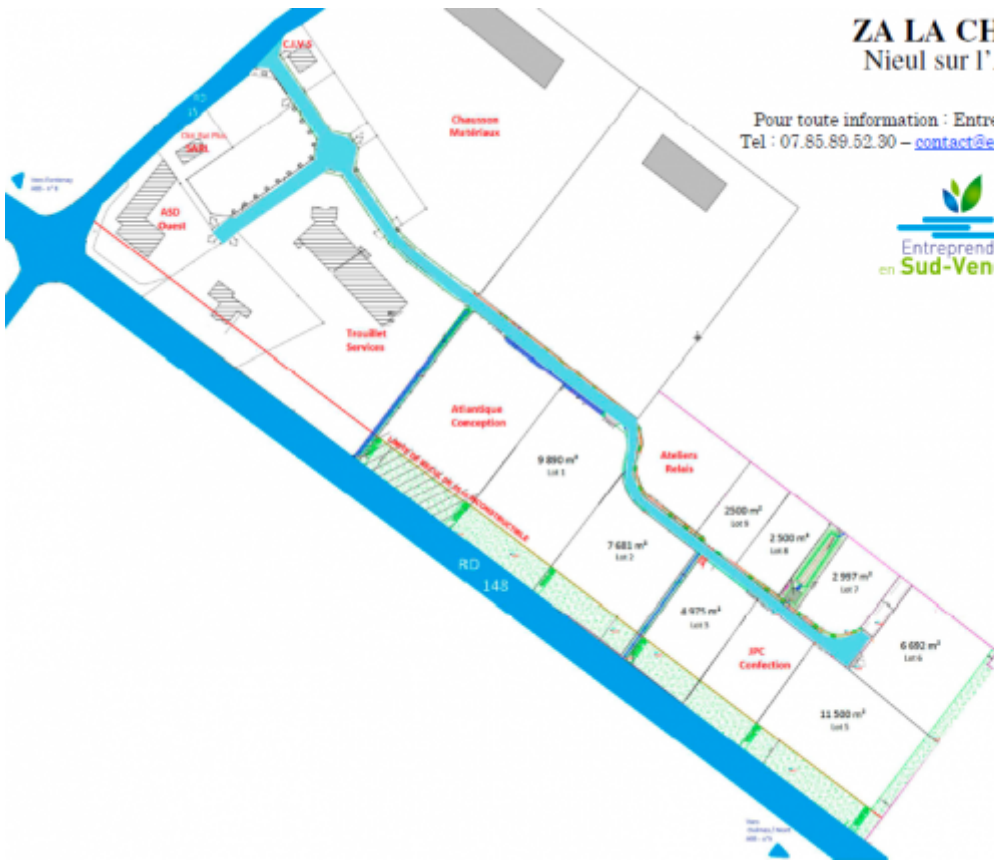 ZA LA CH
Nieul sur l'
Pour toute information : Entre
Tel : 07.85.89.52.30 – contact@e
Entreprend
en Sud-Ven
C.I.V.S
Chausson
Matériaux
SARL
ASD
Ouest
Trouillet
Services
Atlantique
Conception
9 890 m²
Lot 1
Ateliers
Relais
2500 m²
Lot 9
2 500 m²
Lot 8
7 681 m²
Lot 2
2 997 m²
Lot 7
4 975 m²
Lot 3
JPC
Confection
6 692 m²
Lot 6
11 500 m²
Lot 5
RD
148